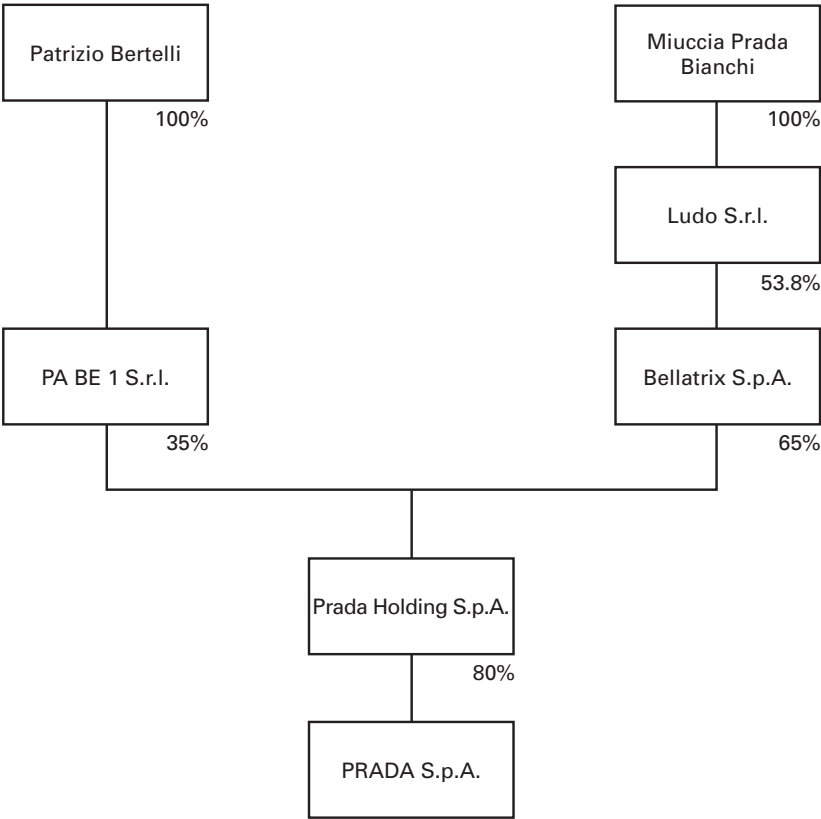 Patrizio Bertelli
Miuccia Prada
Bianchi
100%
100%
Ludo S.r.l.
53.8%
PA BE 1 S.r.l.
Bellatrix S.p.A.
35%
65%
Prada Holding S.p.A.
80%
PRADA S.p.A.